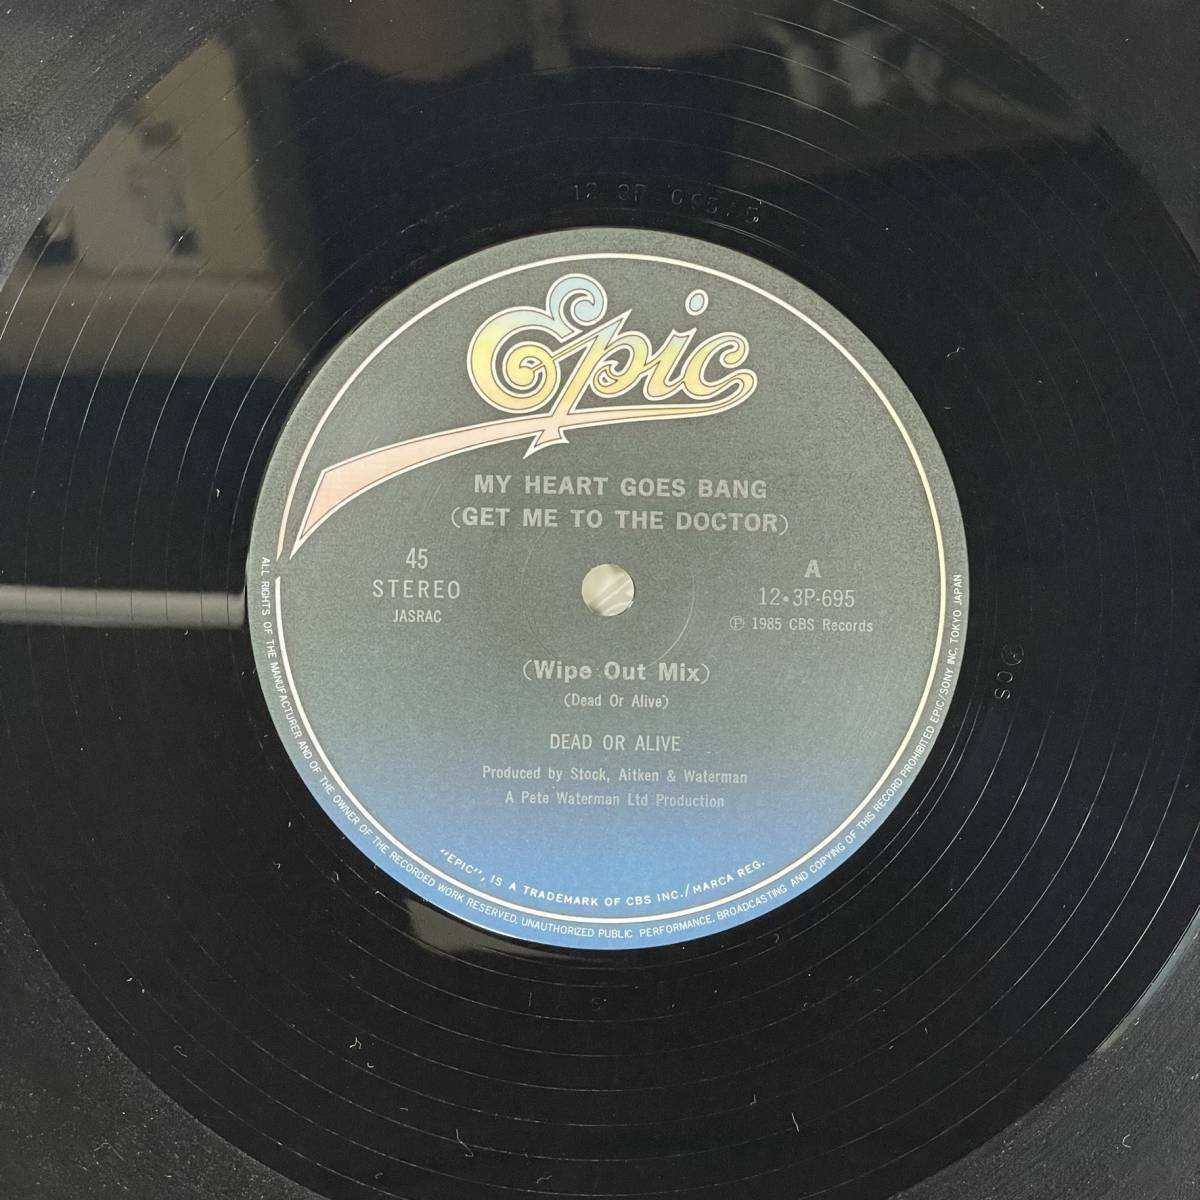 Epic
MY HEART GOES BANG
(GET ME TO THE DOCTOR)
45
STEREO
JASRAC
A
12•3P-695
Ⓟ 1985 CBS Records
(Wipe Out Mix)
(Dead Or Alive)
DEAD OR ALIVE
Produced by Stock, Aitken & Waterman
A Pete Waterman Ltd Production
"EPIC", IS A TRADEMARK OF CBS INC./MARCA REG.
ALL RIGHTS OF THE MANUFACTURER AND OF THE OWNER OF THE RECORDED WORK RESERVED. UNAUTHORIZED PUBLIC PERFORMANCE. BROADCASTING AND COPYING OF THIS RECORD PROHIBITED EPIC/SONY INC. TOKYO JAPAN